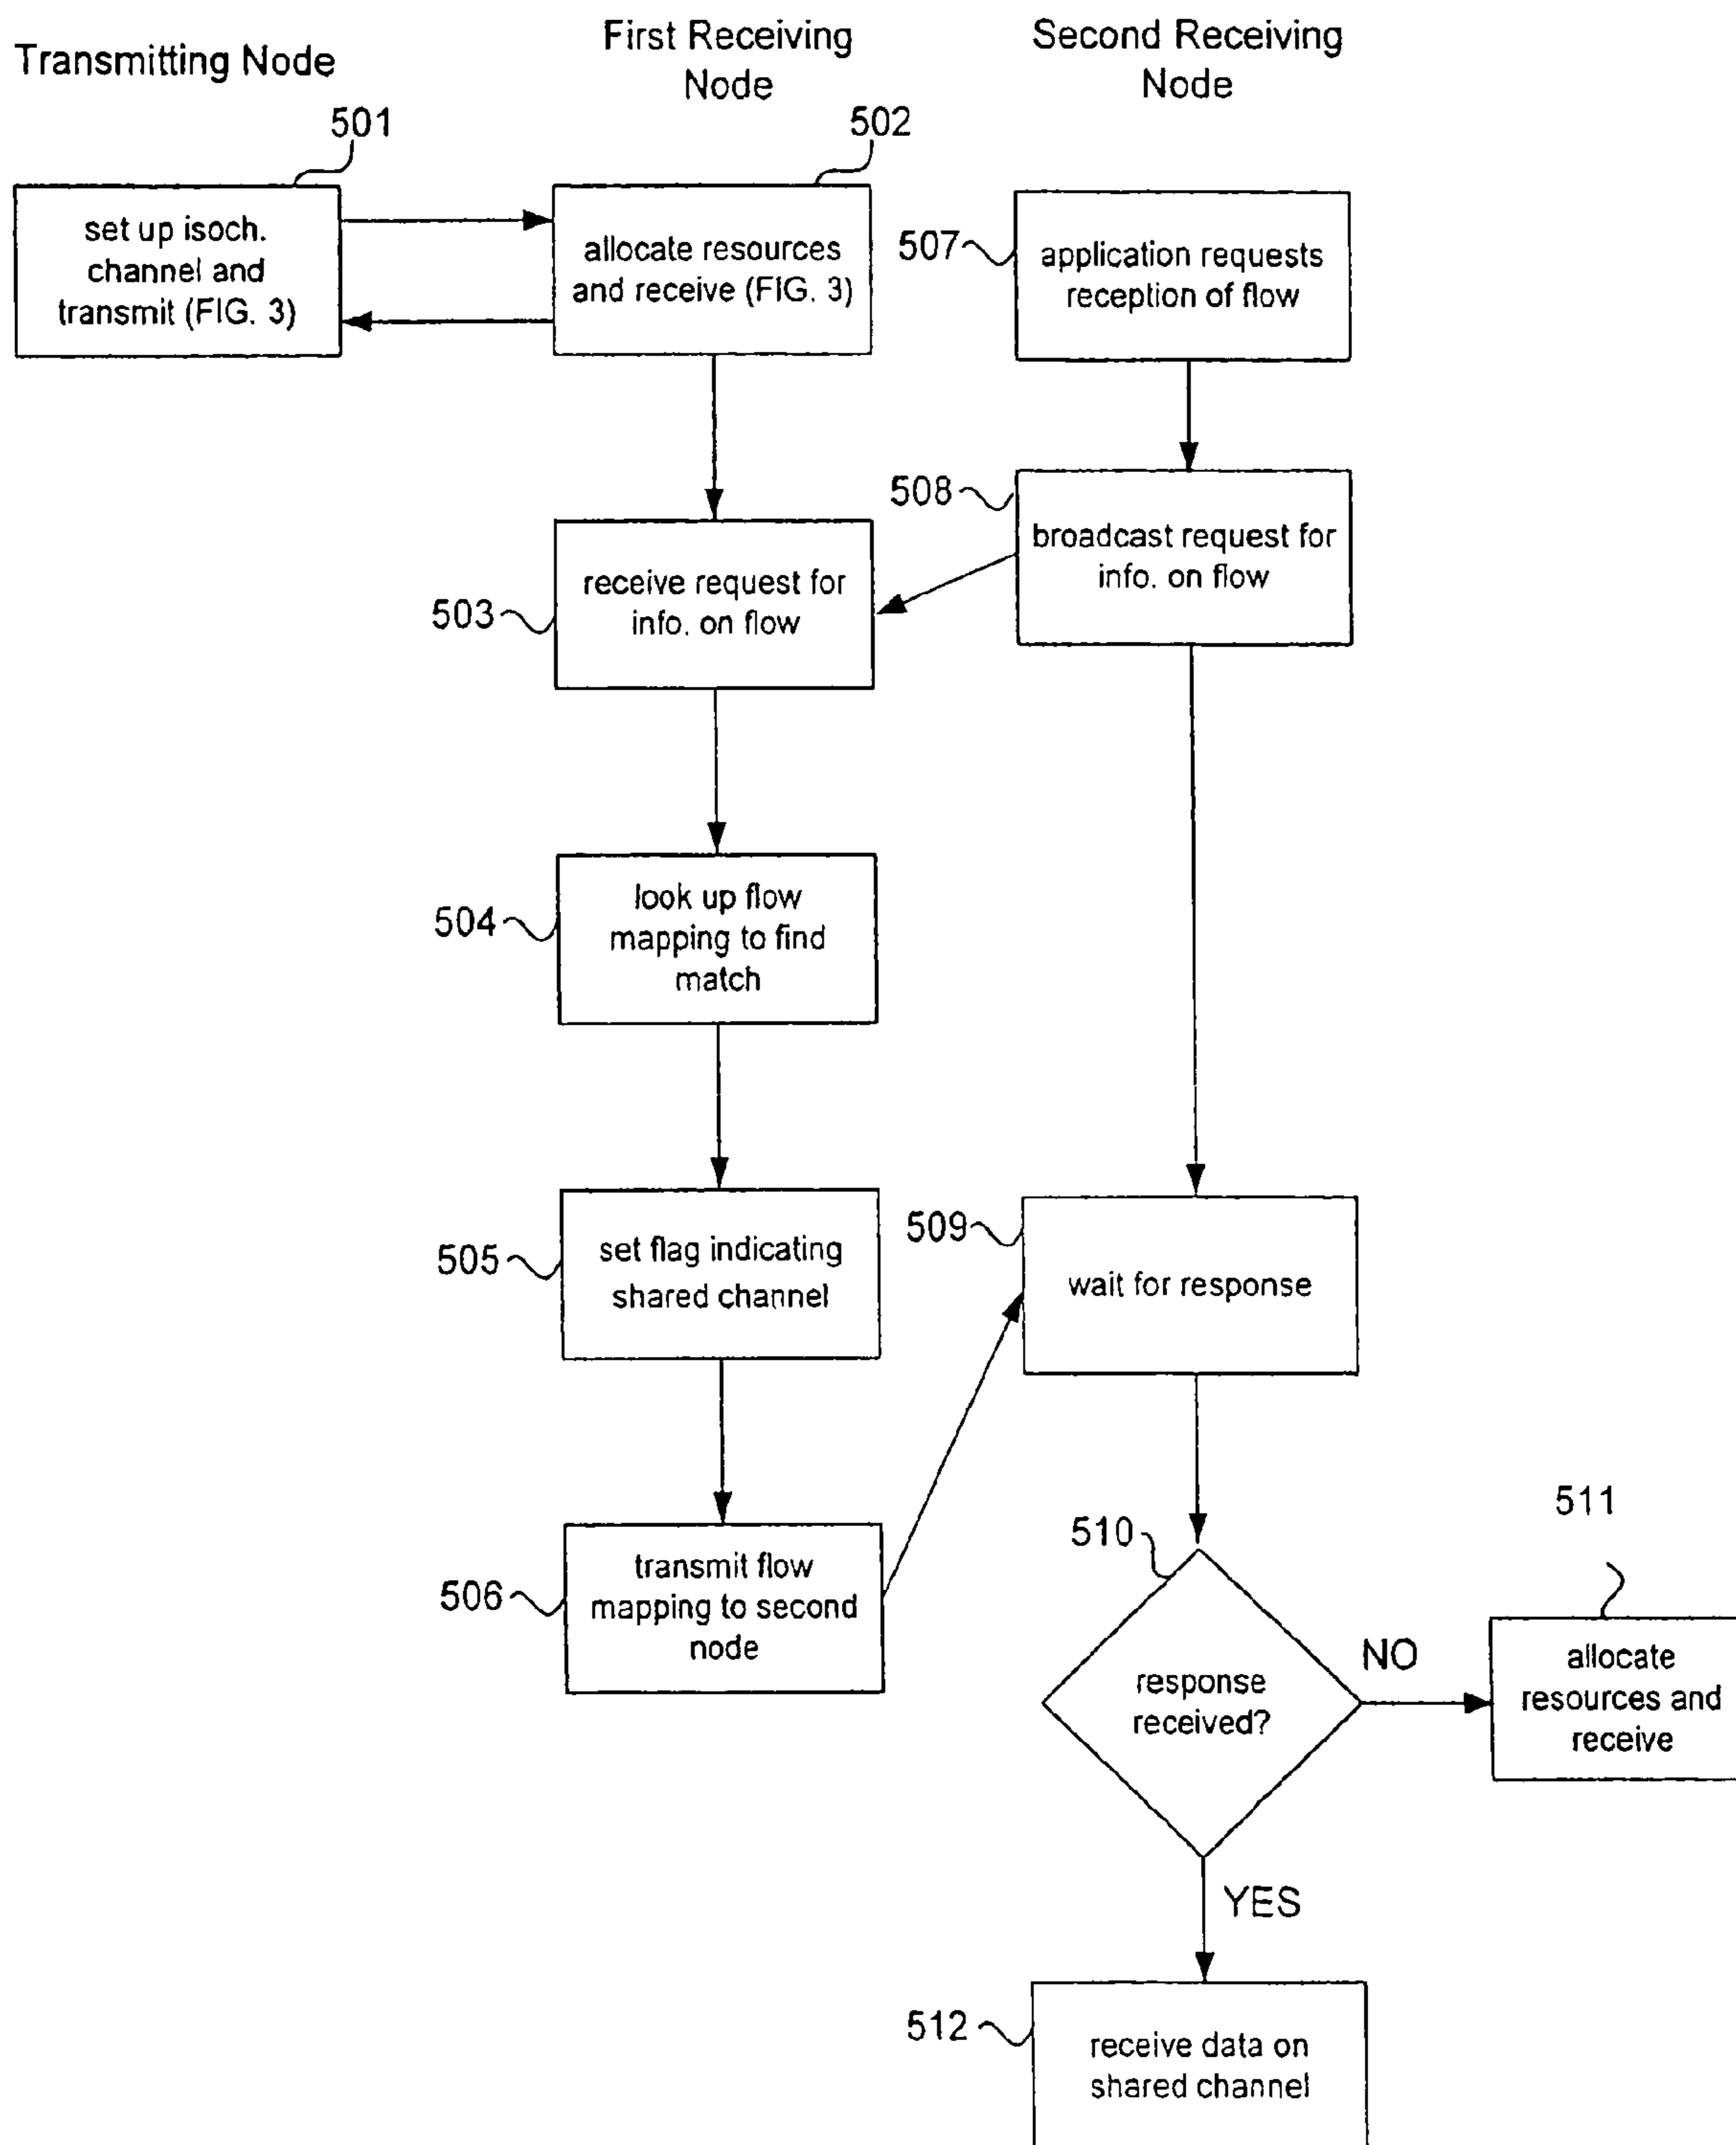 Transmitting Node
First Receiving
Node
Second Receiving
Node
501
set up isoch.
channel and
transmit (FIG. 3)
502
allocate resources
and receive (FIG. 3)
507
application requests
reception of flow
508
broadcast request for
info. on flow
503
receive request for
info. on flow
504
look up flow
mapping to find
match
505
set flag indicating
shared channel
509
wait for response
506
transmit flow
mapping to second
node
510
response
received?
NO
511
allocate
resources and
receive
YES
512
receive data on
shared channel